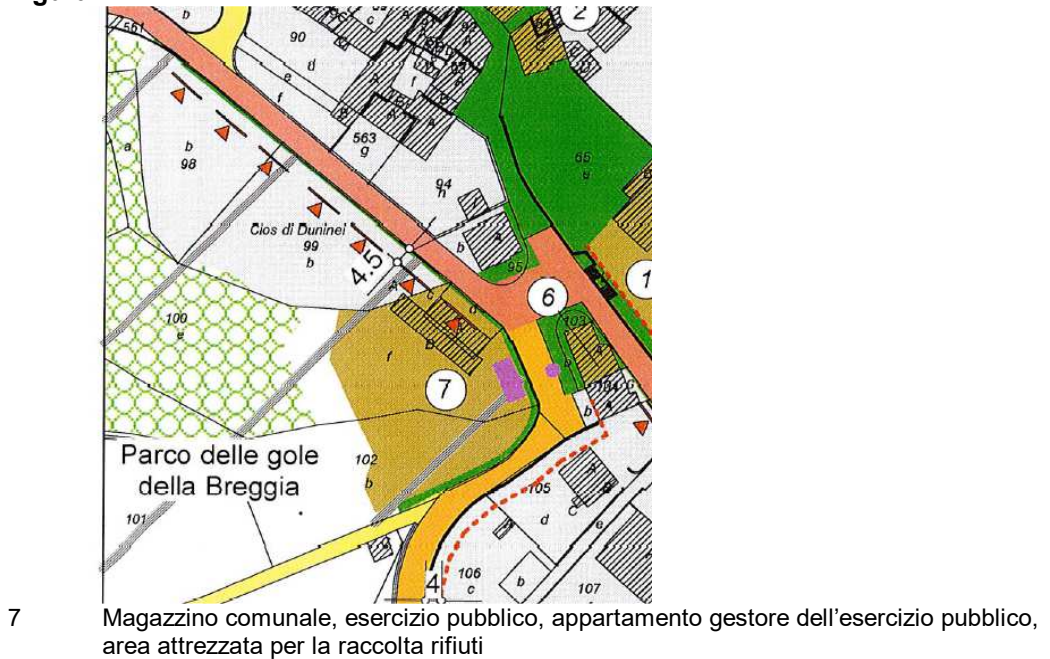 561
b
90
d
e
f
2
a
b
98
563
g
94
h
65
Clos di Duninei
99
b
4.5
b
95
6
1
100
e
A
c
d
B
f
7
103
b
A
104
b
Parco delle gole
della Breggia
102
b
101
105
d
A
B
C
e
A
4
106
c
b
107
7 Magazzino comunale, esercizio pubblico, appartamento gestore dell'esercizio pubblico,
area attrezzata per la raccolta rifiuti